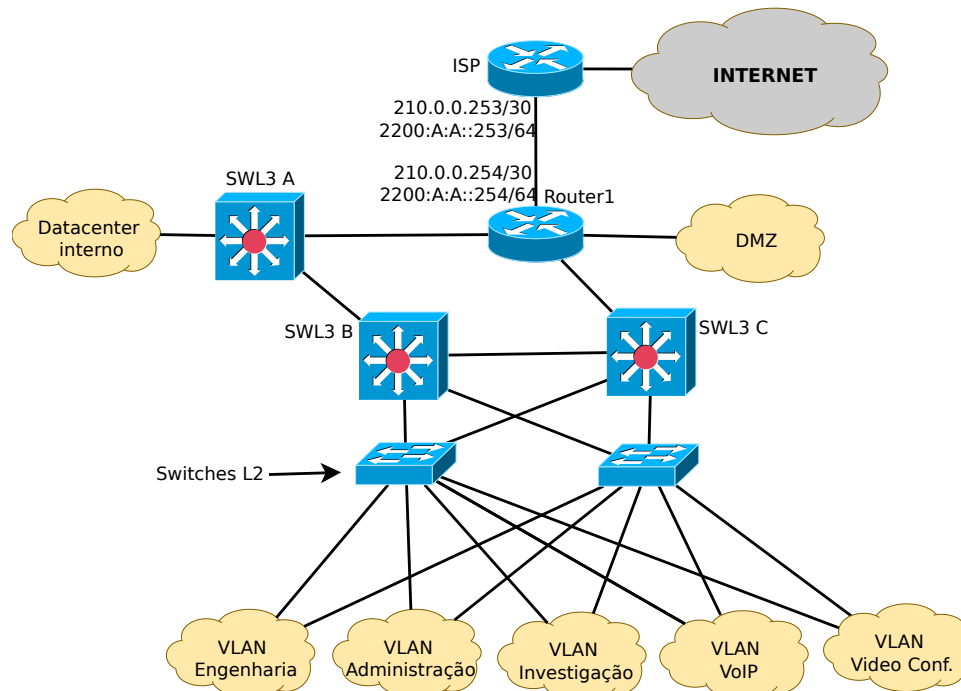 ISP
INTERNET
210.0.0.253/30
2200:A:A::253/64
210.0.0.254/30
2200:A:A::254/64
SWL3 A
Router1
Datacenter
interno
DMZ
SWL3 B
SWL3 C
Switches L2
VLAN
Engenharia
VLAN
Administração
VLAN
Investigação
VLAN
VoIP
VLAN
Video Conf.